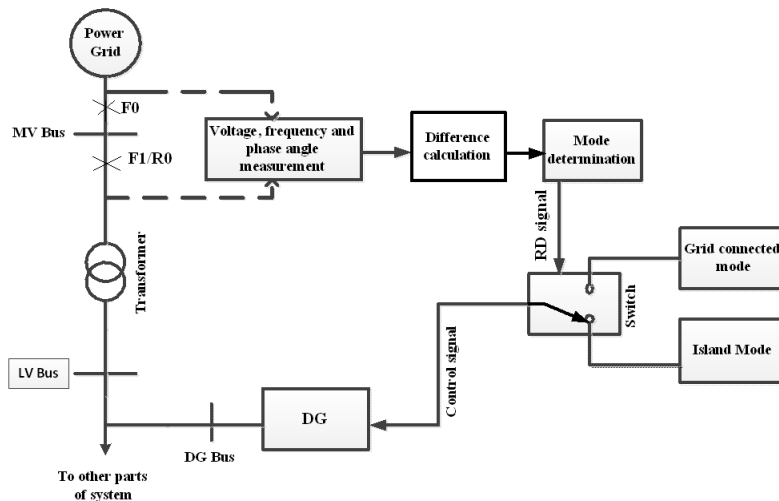 Power
Grid
F0
MV Bus
F1/R0
Voltage, frequency and
phase angle
measurement
Difference
calculation
Mode
determination
RD signal
Grid connected
mode
Switch
Island Mode
Transformer
Control signal
LV Bus
DG
DG Bus
To other parts
of system